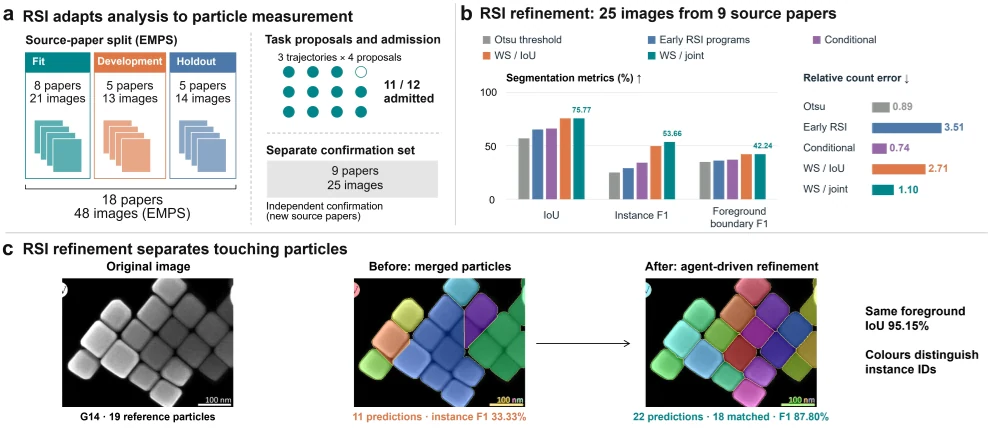 a RSI adapts analysis to particle measurement
Source-paper split (EMPS)
Fit
Development
Holdout
8 papers
21 images
5 papers
13 images
5 papers
14 images
18 papers
48 images (EMPS)
Task proposals and admission
3 trajectories × 4 proposals
11 / 12
admitted
Separate confirmation set
9 papers
25 images
Independent confirmation
(new source papers)
b RSI refinement: 25 images from 9 source papers
Otsu threshold
Early RSI programs
Conditional
WS / IoU
WS / joint
Segmentation metrics (%) ↑
100
50
0
75.77
53.66
42.24
IoU
Instance F1
Foreground
boundary F1
Relative count error ↓
Otsu 0.89
Early RSI 3.51
Conditional 0.74
WS / IoU 2.71
WS / joint 1.10
c RSI refinement separates touching particles
Original image
100 nm
G14 · 19 reference particles
Before: merged particles
100 nm
11 predictions · instance F1 33.33%
After: agent-driven refinement
100 nm
22 predictions · 18 matched · F1 87.80%
Same foreground
IoU 95.15%
Colours distinguish
instance IDs